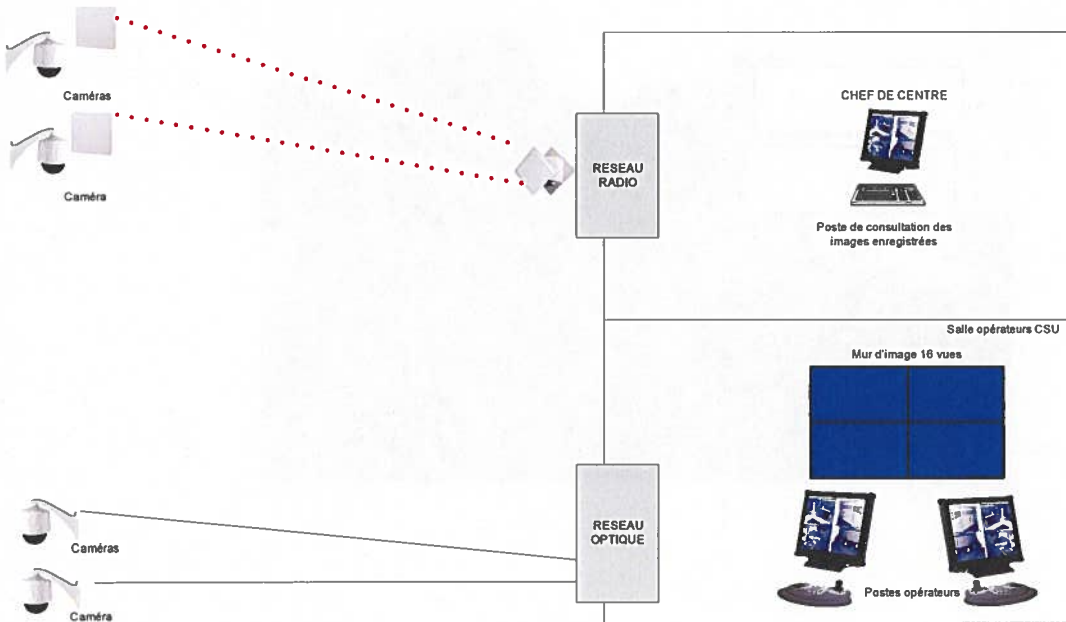 Caméras
Caméra
RESEAU
RADIO
CHEF DE CENTRE
Poste de consultation des
images enregistrées
Salle opérateurs CSU
Mur d'image 16 vues
Caméras
Caméra
RESEAU
OPTIQUE
Postes opérateurs